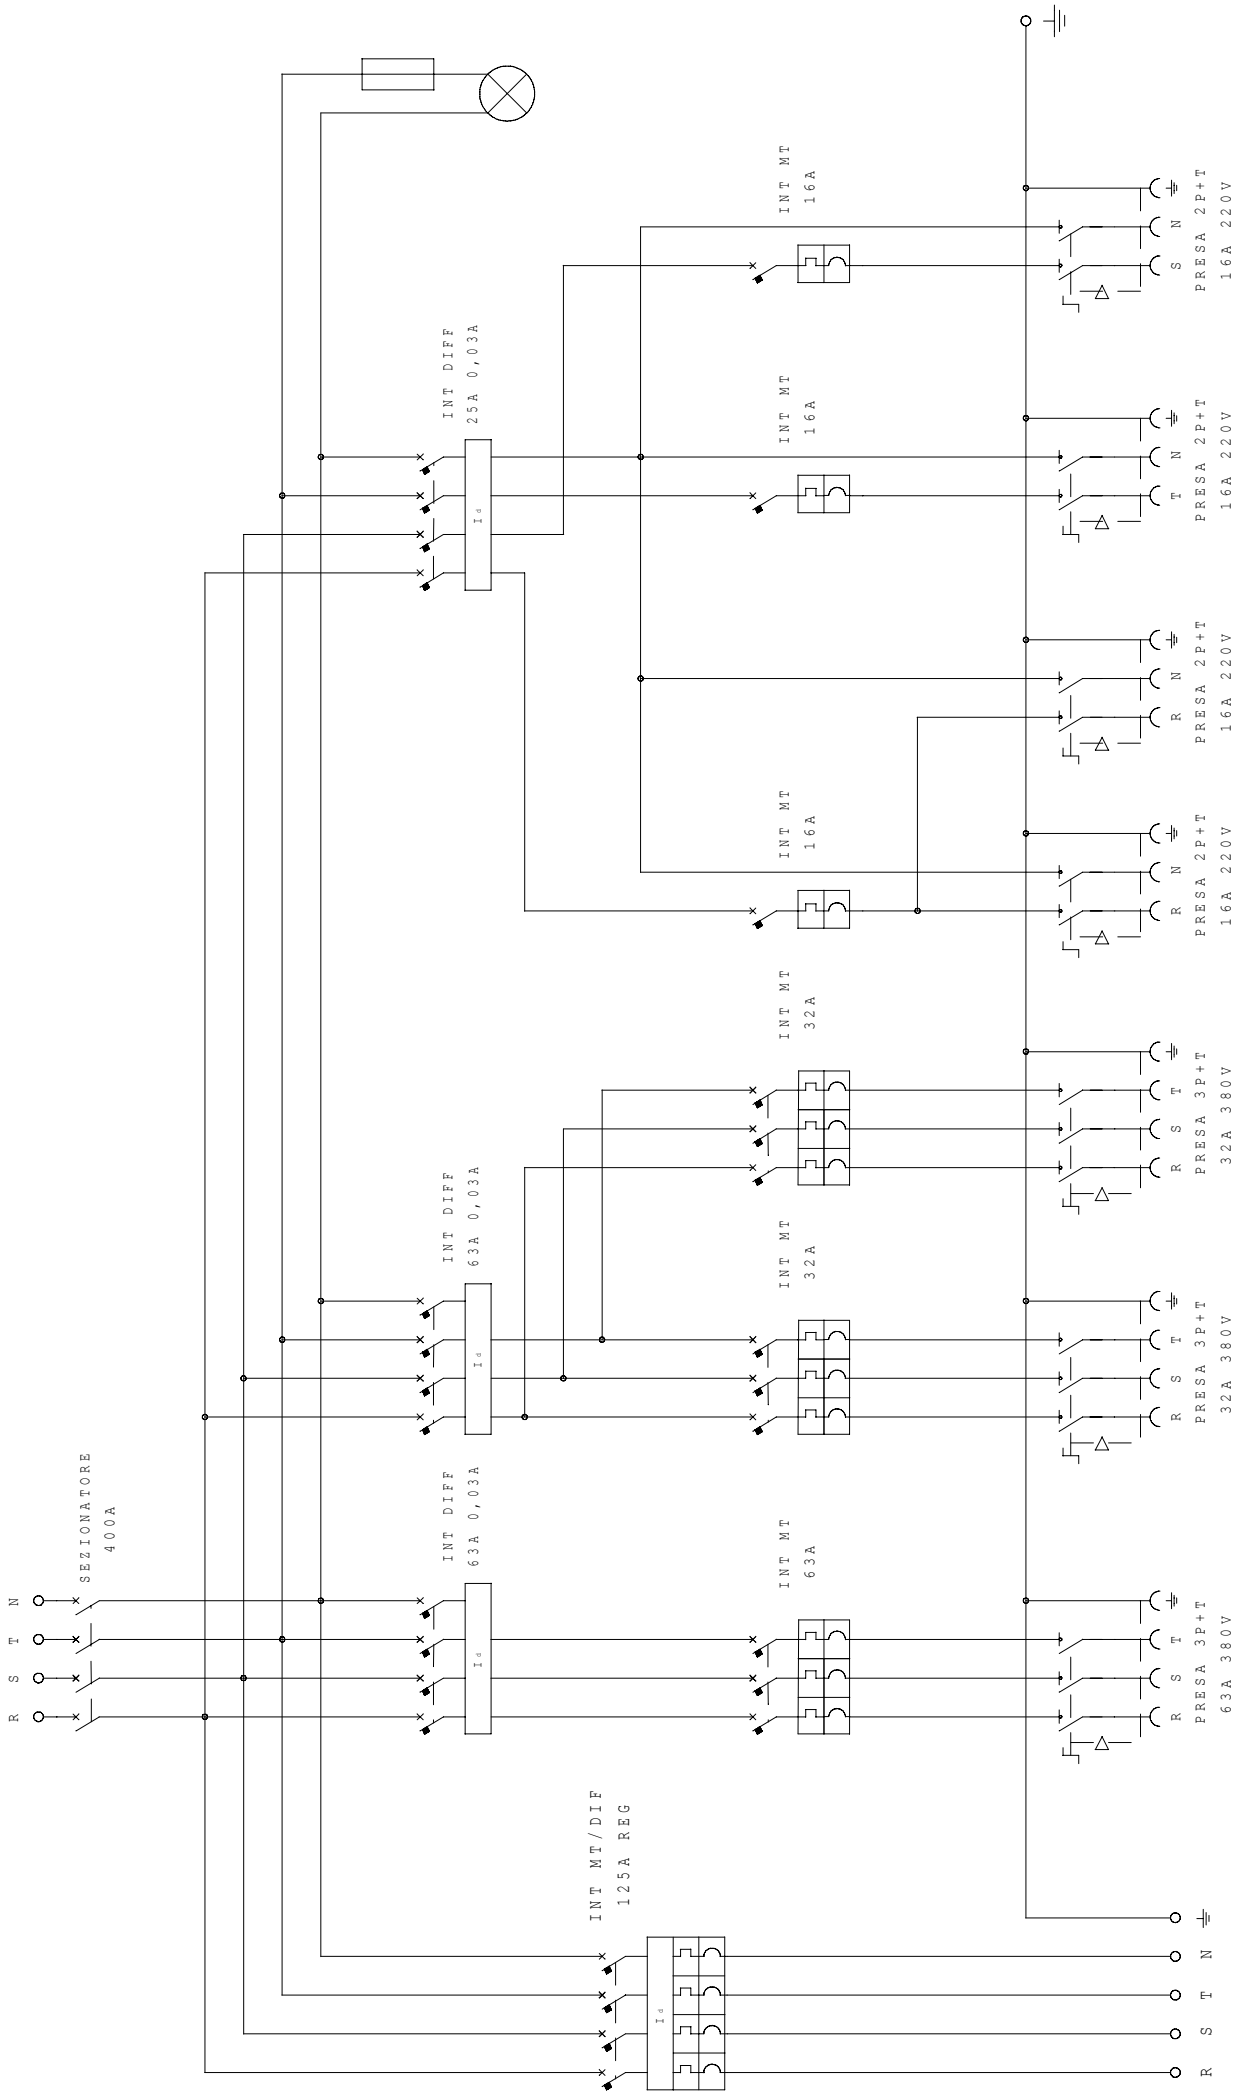 R
S
T
N
SEZIONATORE
400A
INT MT/DIF
125A REG
Id
R
S
T
N
INT DIFF
63A 0,03A
Id
INT MT
63A
R
S
T
PRESA 3P+T
63A 380V
INT DIFF
63A 0,03A
Id
INT MT
32A
R
S
T
PRESA 3P+T
32A 380V
INT MT
32A
R
S
T
PRESA 3P+T
32A 380V
INT DIFF
25A 0,03A
Id
INT MT
16A
R
N
PRESA 2P+T
16A 220V
R
N
PRESA 2P+T
16A 220V
INT MT
16A
T
N
PRESA 2P+T
16A 220V
INT MT
16A
S
N
PRESA 2P+T
16A 220V